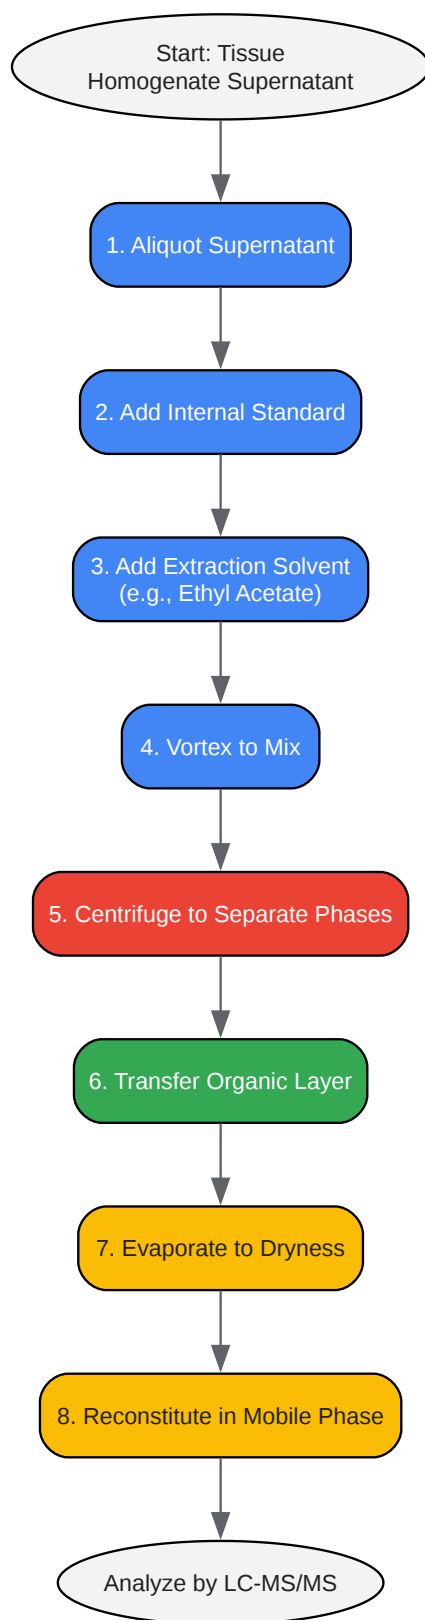 Start: Tissue
Homogenate Supernatant
1. Aliquot Supernatant
2. Add Internal Standard
3. Add Extraction Solvent
(e.g., Ethyl Acetate)
4. Vortex to Mix
5. Centrifuge to Separate Phases
6. Transfer Organic Layer
7. Evaporate to Dryness
8. Reconstitute in Mobile Phase
Analyze by LC-MS/MS